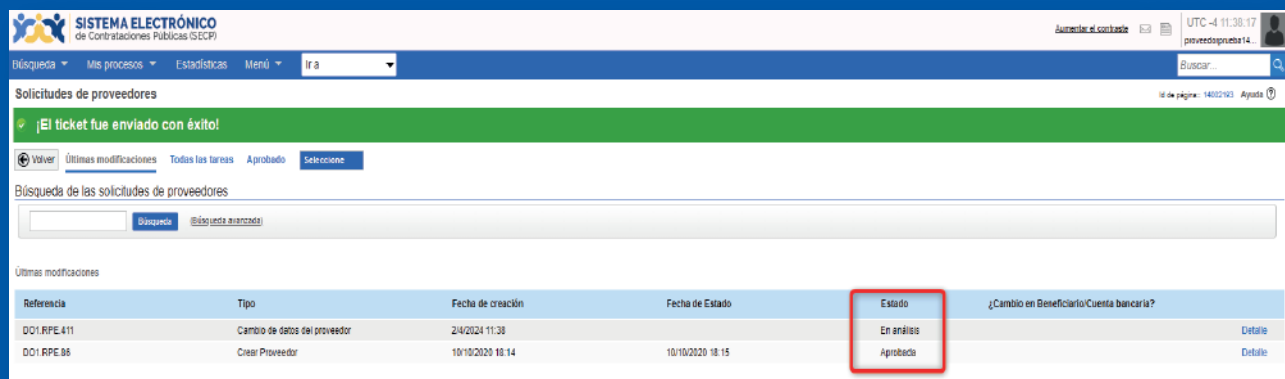 SISTEMA ELECTRÓNICO
de Contrataciones Públicas (SECP)
Aumentar el contraste
UTC -4 11:38:17
proveedorprueba14...
Búsqueda Mis procesos Estadísticas Menú Ir a Buscar...
Solicitudes de proveedores Id de página:: 14002193 Ayuda
¡El ticket fue enviado con éxito!
Volver Últimas modificaciones Todas las tareas Aprobado Seleccione
Búsqueda de las solicitudes de proveedores
Búsqueda (Búsqueda avanzada)
Últimas modificaciones
Referencia Tipo Fecha de creación Fecha de Estado Estado ¿Cambio en Beneficiario/Cuenta bancaria?
DO1.RPE.411 Cambio de datos del proveedor 2/4/2024 11:38 En análisis Detalle
DO1.RPE.86 Crear Proveedor 10/10/2020 18:14 10/10/2020 18:15 Aprobada Detalle